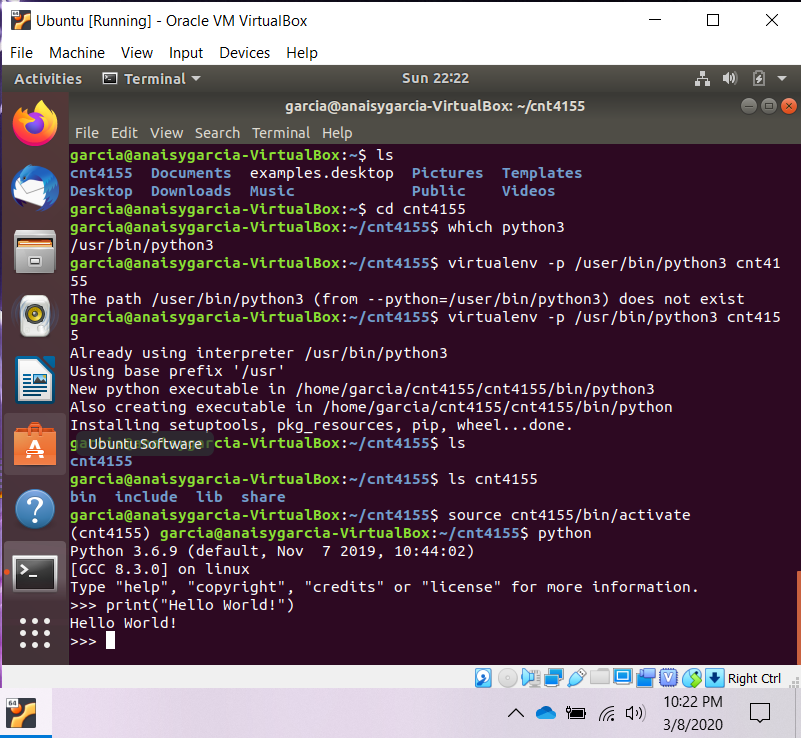 Ubuntu [Running] - Oracle VM VirtualBox
File Machine View Input Devices Help
Activities Terminal Sun 22:22
garcia@anaisygarcia-VirtualBox: ~/cnt4155
File Edit View Search Terminal Help
garcia@anaisygarcia-VirtualBox:~$ ls
cnt4155 Documents examples.desktop Pictures Templates
Desktop Downloads Music Public Videos
garcia@anaisygarcia-VirtualBox:~$ cd cnt4155
garcia@anaisygarcia-VirtualBox:~/cnt4155$ which python3
/usr/bin/python3
garcia@anaisygarcia-VirtualBox:~/cnt4155$ virtualenv -p /user/bin/python3 cnt41
55
The path /user/bin/python3 (from --python=/user/bin/python3) does not exist
garcia@anaisygarcia-VirtualBox:~/cnt4155$ virtualenv -p /usr/bin/python3 cnt415
5
Already using interpreter /usr/bin/python3
Using base prefix '/usr'
New python executable in /home/garcia/cnt4155/cnt4155/bin/python3
Also creating executable in /home/garcia/cnt4155/cnt4155/bin/python
Installing setuptools, pkg_resources, pip, wheel...done.
garcia@anaisygarcia-VirtualBox:~/cnt4155$ ls
Ubuntu Software
cnt4155
garcia@anaisygarcia-VirtualBox:~/cnt4155$ ls cnt4155
bin include lib share
garcia@anaisygarcia-VirtualBox:~/cnt4155$ source cnt4155/bin/activate
(cnt4155) garcia@anaisygarcia-VirtualBox:~/cnt4155$ python
Python 3.6.9 (default, Nov  7 2019, 10:44:02)
[GCC 8.3.0] on linux
Type "help", "copyright", "credits" or "license" for more information.
>>> print("Hello World!")
Hello World!
>>>
Right Ctrl
64
10:22 PM
3/8/2020